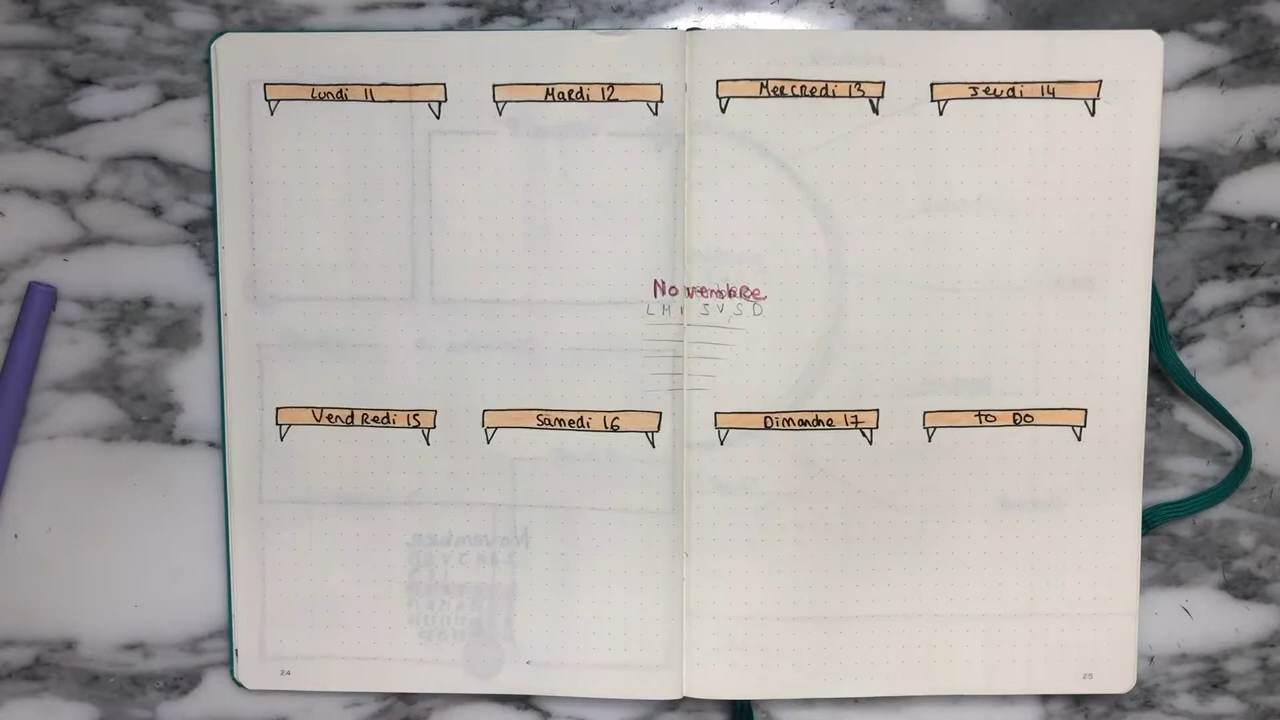 Lundi 11
Mardi 12
Mercredi 13
Jeudi 14
Novembre
L M M J V S D
Vendredi 15
Samedi 16
Dimanche 17
To Do
Novembre
24
25